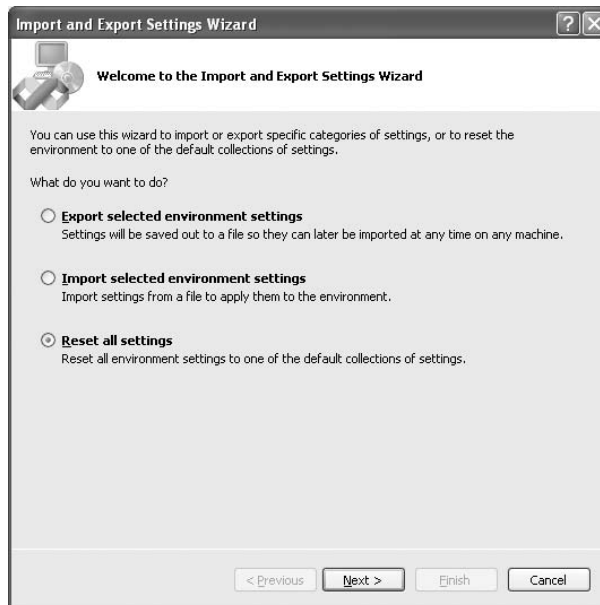 Import and Export Settings Wizard
Welcome to the Import and Export Settings Wizard
You can use this wizard to import or export specific categories of settings, or to reset the
environment to one of the default collections of settings.
What do you want to do?
Export selected environment settings
Settings will be saved out to a file so they can later be imported at any time on any machine.
Import selected environment settings
Import settings from a file to apply them to the environment.
Reset all settings
Reset all environment settings to one of the default collections of settings.
< Previous
Next >
Finish
Cancel